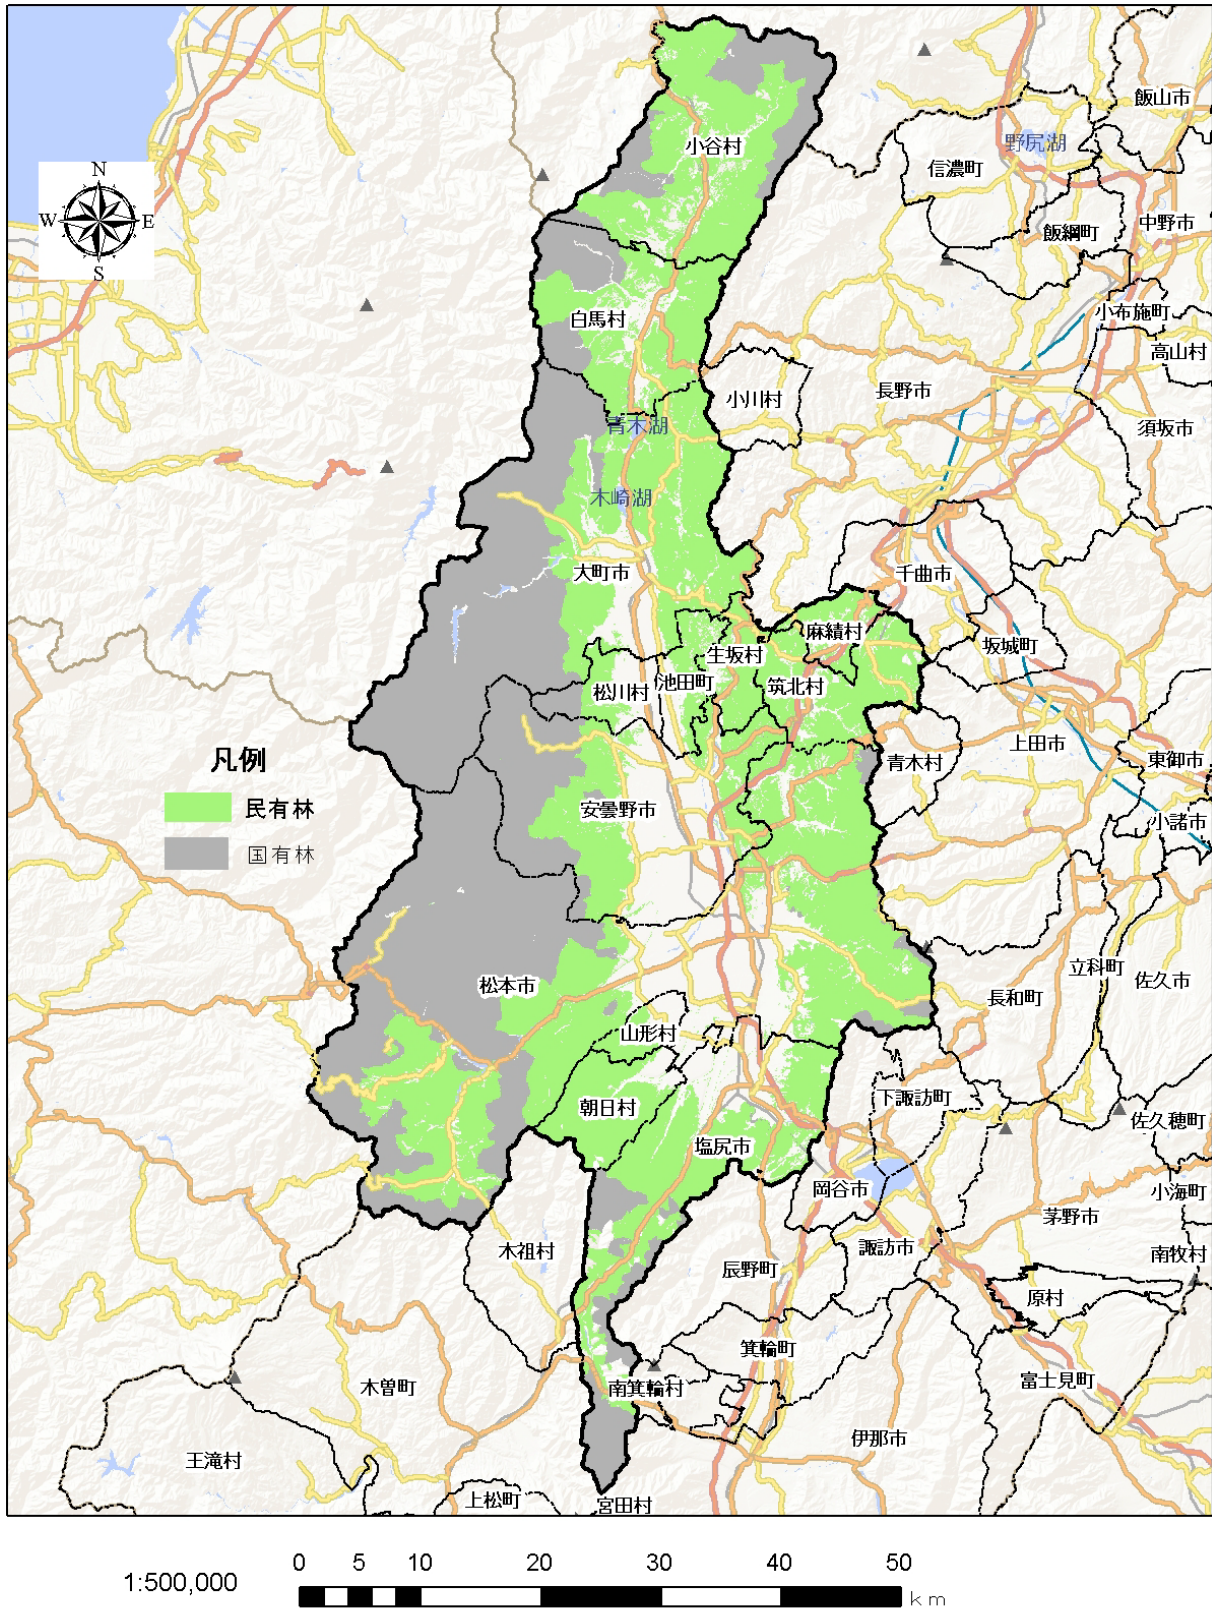 飯山市
小谷村
野尻湖
信濃町
N
W E
S
中野市
飯綱町
小布施町
白馬村
高山村
小川村
長野市
青木湖
須坂市
木崎湖
大町市
千曲市
麻績村
坂城町
生坂村
松川村
池田町
筑北村
上田市
凡例
青木村
東御市
民有林
安曇野市
小諸市
国有林
松本市
立科町
佐久市
長和町
山形村
下諏訪町
朝日村
佐久穂町
塩尻市
岡谷市
小海町
茅野市
木祖村
諏訪市
南牧村
辰野町
原村
箕輪町
木曽町
南箕輪村
富士見町
伊那市
王滝村
上松町
宮田村
0 5 10 20 30 40 50
1:500,000
km